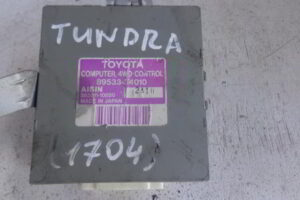 TUNDRA
TOYOTA
COMPUTER, 4WD CONTROL
89533-34010
AISIN
MADE IN JAPAN
(1704)